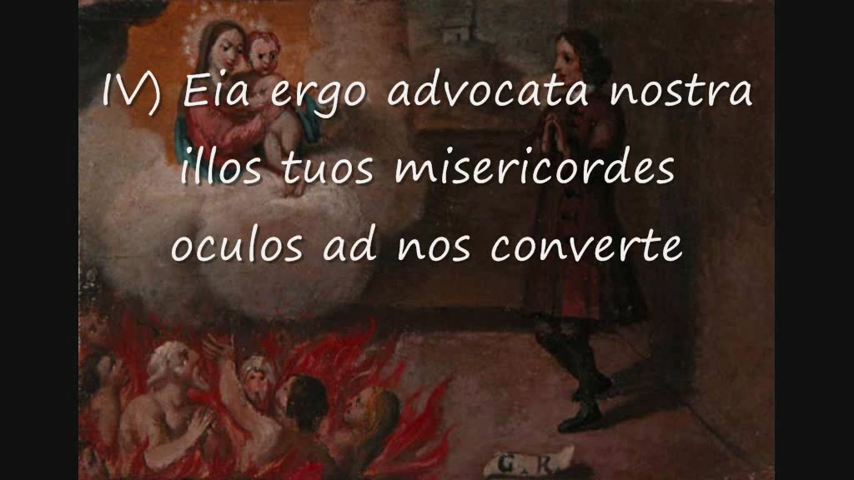 IV) Eia ergo advocata nostra
illos tuos misericordes
oculos ad nos converte
G. R.